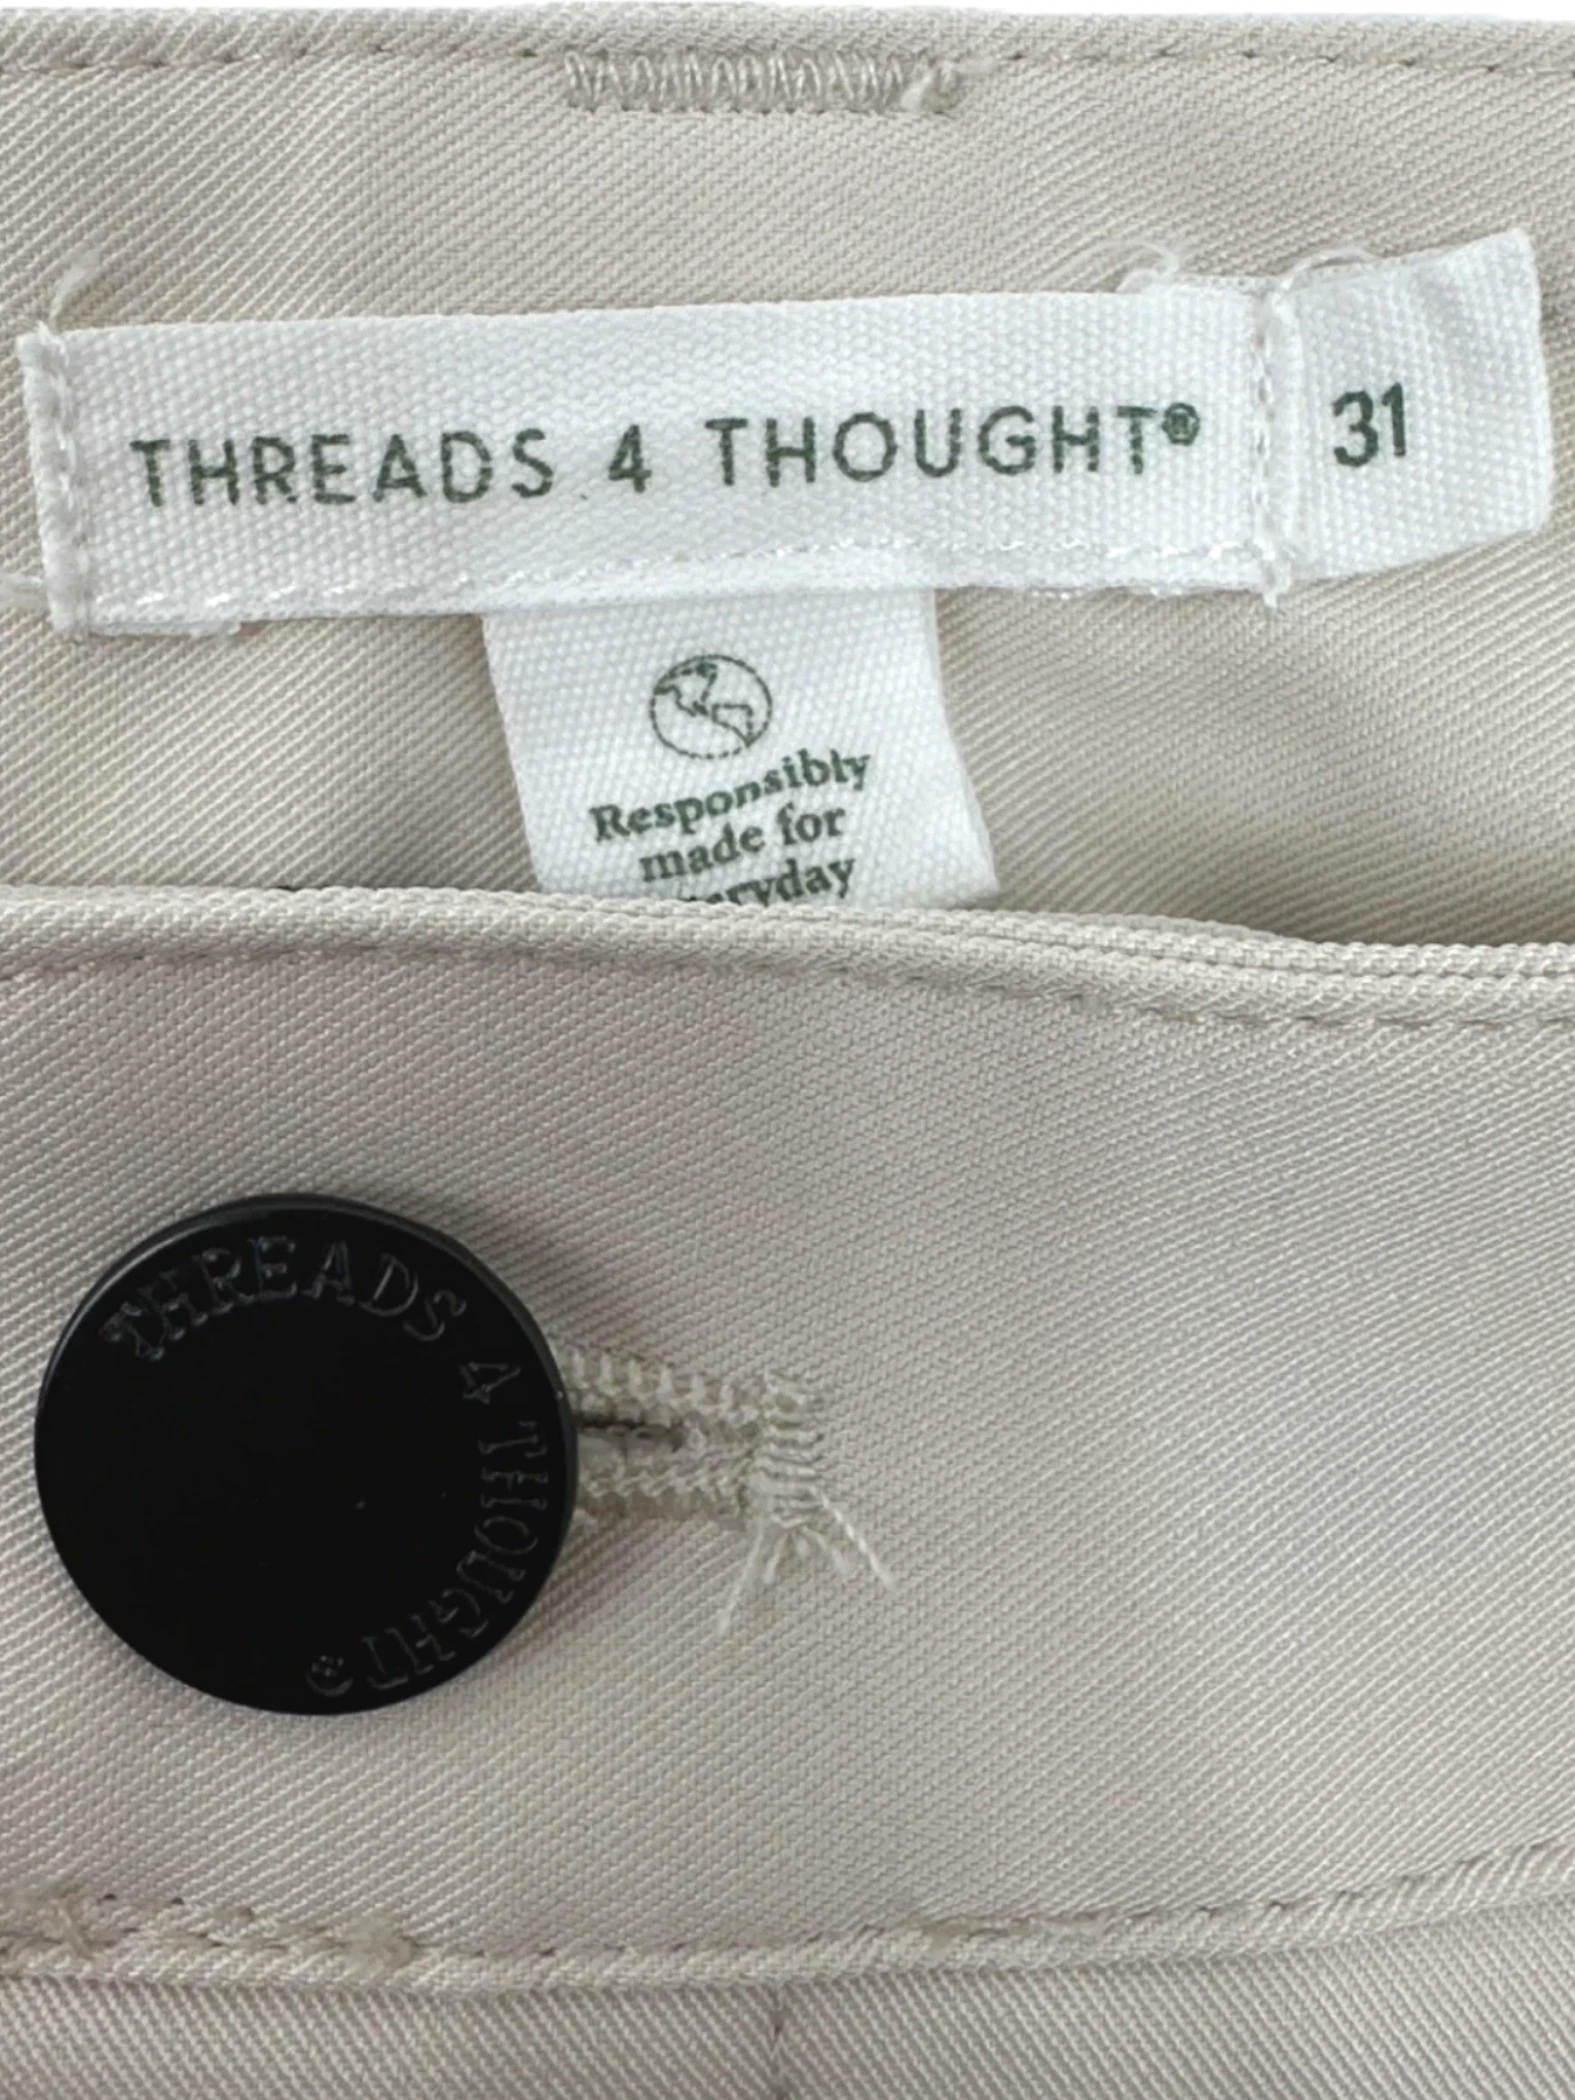 THREADS 4 THOUGHT® 31
Responsibly
made for
THREADS 4 THOUGHT®